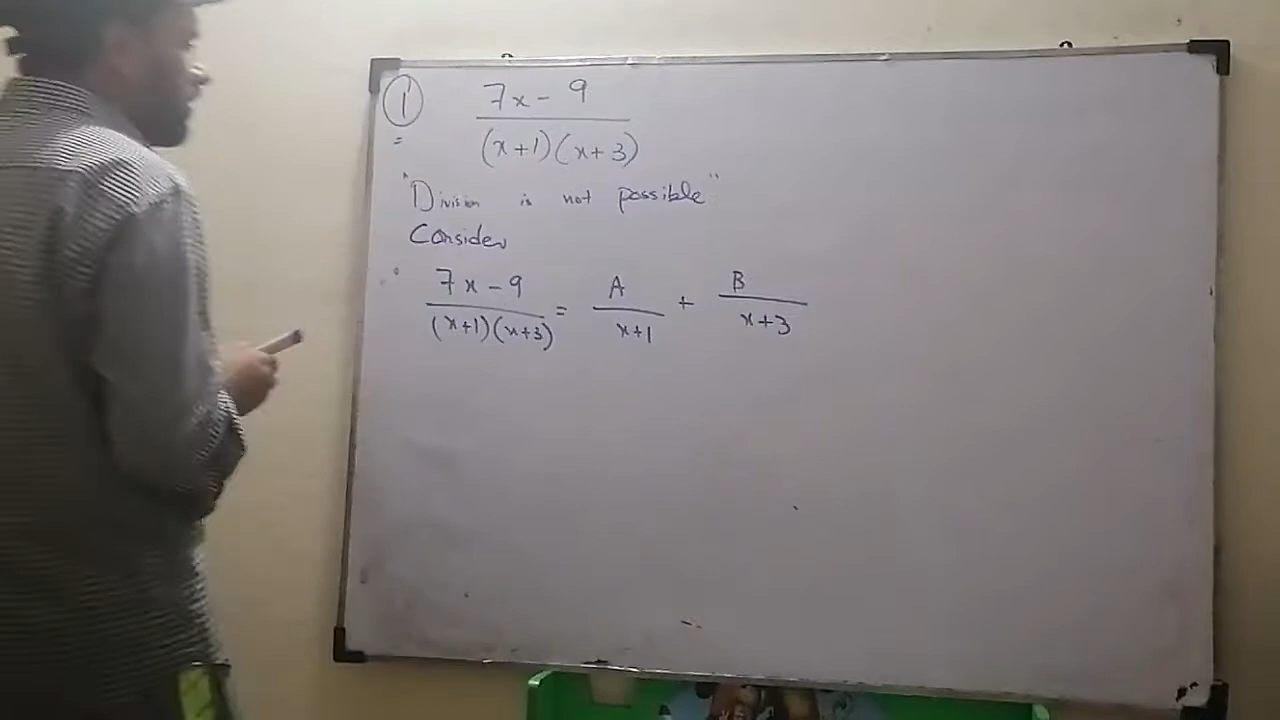 ① 7x - 9
(x+1)(x+3)
"Division is not possible"
Consider
7x - 9 / (x+1)(x+3) = A / x+1 + B / x+3